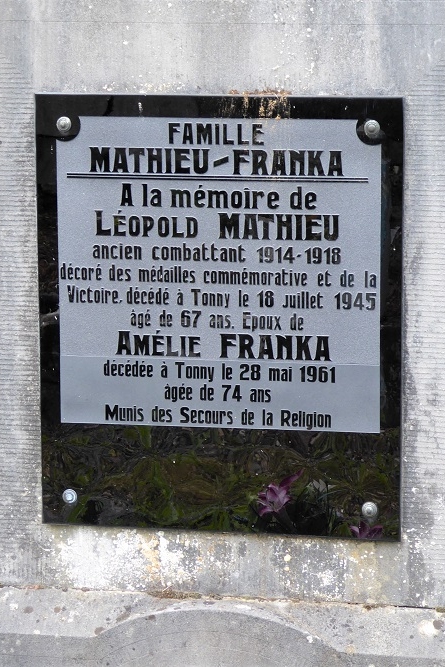 FAMILLE
MATHIEU-FRANKA
A la mémoire de
LÉOPOLD MATHIEU
ancien combattant 1914-1918
décoré des médailles commémorative et de la
Victoire, décédé à Tonny le 18 juillet 1945
âgé de 67 ans. Epoux de
AMÉLIE FRANKA
décédée à Tonny le 28 mai 1961
âgée de 74 ans
Munis des Secours de la Religion